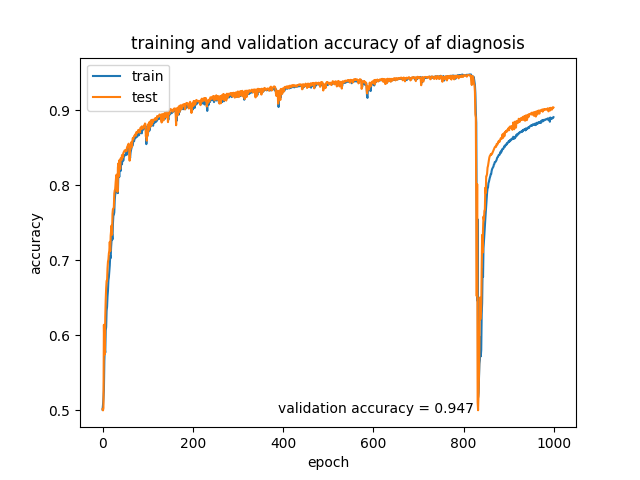 training and validation accuracy of af diagnosis
train
test
0.9
0.8
0.7
0.6
0.5
accuracy
validation accuracy = 0.947
0
200
400
600
800
1000
epoch